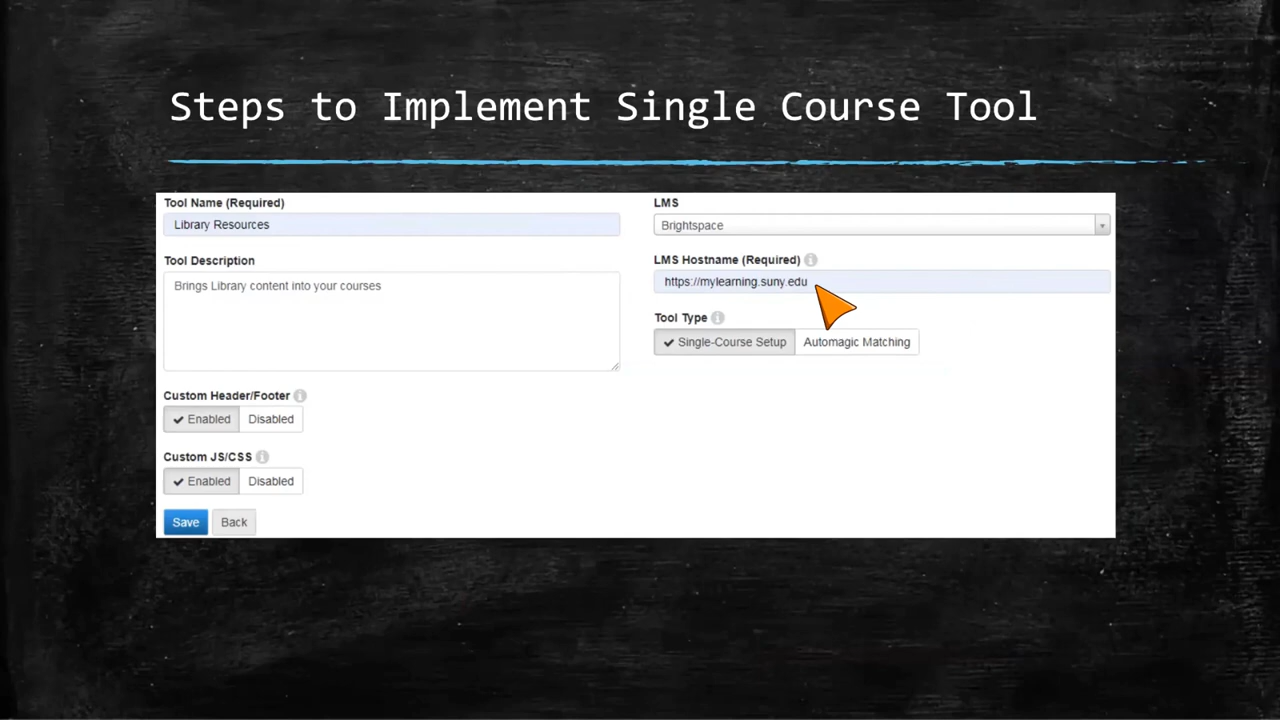 Steps to Implement Single Course Tool
Tool Name (Required)
Library Resources
Tool Description
Brings Library content into your courses
Custom Header/Footer
Enabled Disabled
Custom JS/CSS
Enabled Disabled
Save Back
LMS
Brightspace
LMS Hostname (Required)
https://mylearning.suny.edu
Tool Type
Single-Course Setup Automagic Matching